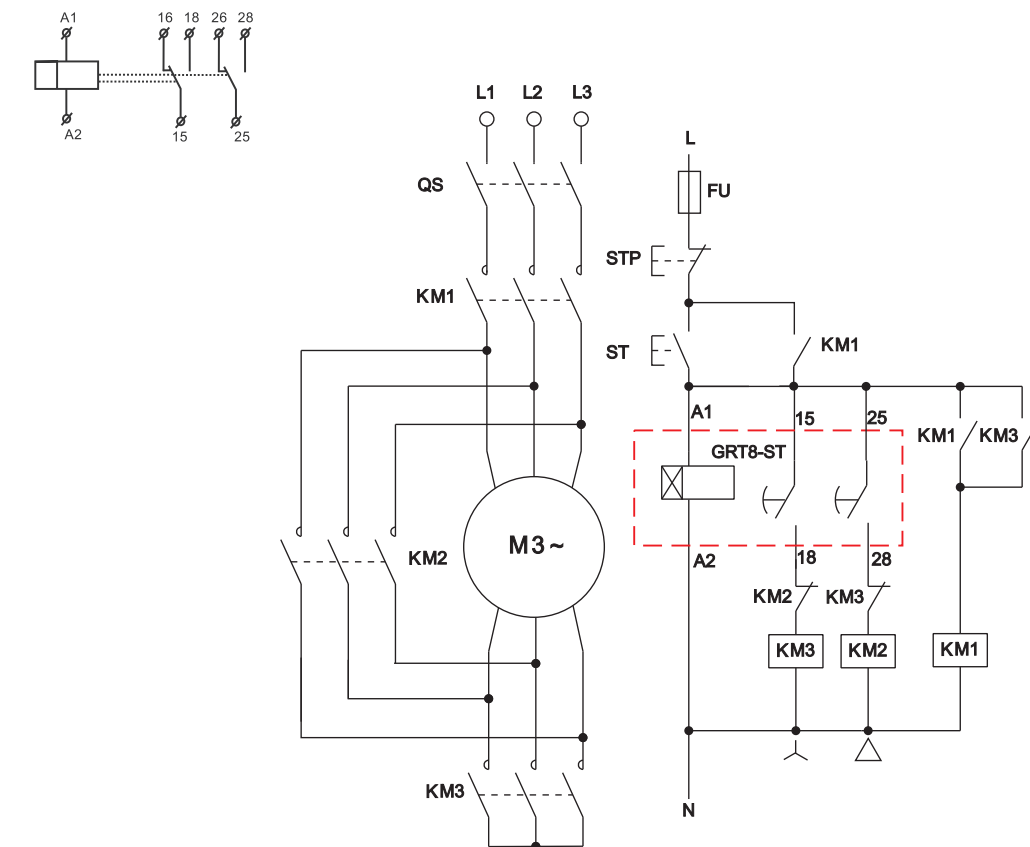 A1 16 18 26 28
A2 15 25
L1 L2 L3
L
QS FU
STP
KM1
ST KM1
A1 15 25
KM1 KM3
GRT8-ST
M3~ KM2
A2 18 28
KM2 KM3
KM3 KM2 KM1
KM3
N